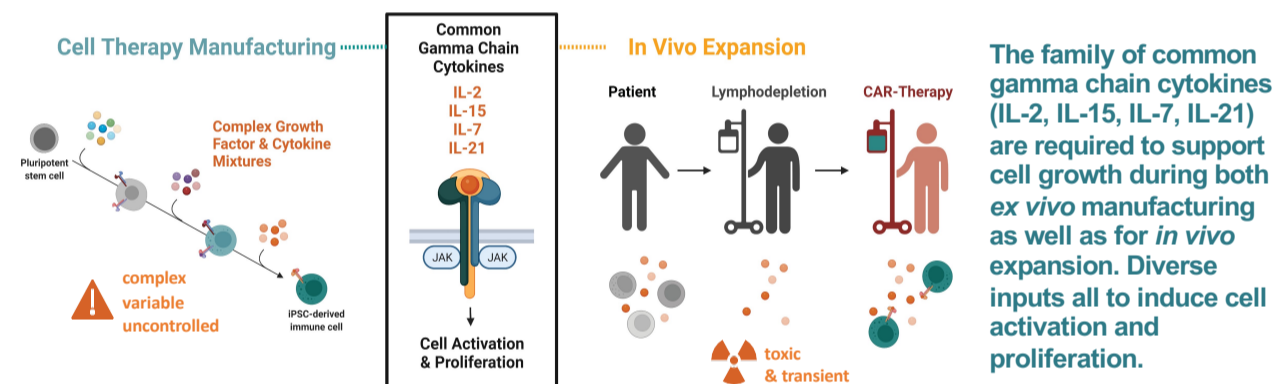 Cell Therapy Manufacturing
Pluripotent
stem cell
Complex Growth
Factor & Cytokine
Mixtures
complex
variable
uncontrolled
iPSC-derived
immune cell
Common
Gamma Chain
Cytokines
IL-2
IL-15
IL-7
IL-21
JAK
JAK
Cell Activation
& Proliferation
In Vivo Expansion
Patient
Lymphodepletion
CAR-Therapy
toxic
& transient
The family of common
gamma chain cytokines
(IL-2, IL-15, IL-7, IL-21)
are required to support
cell growth during both
ex vivo manufacturing
as well as for in vivo
expansion. Diverse
inputs all to induce cell
activation and
proliferation.